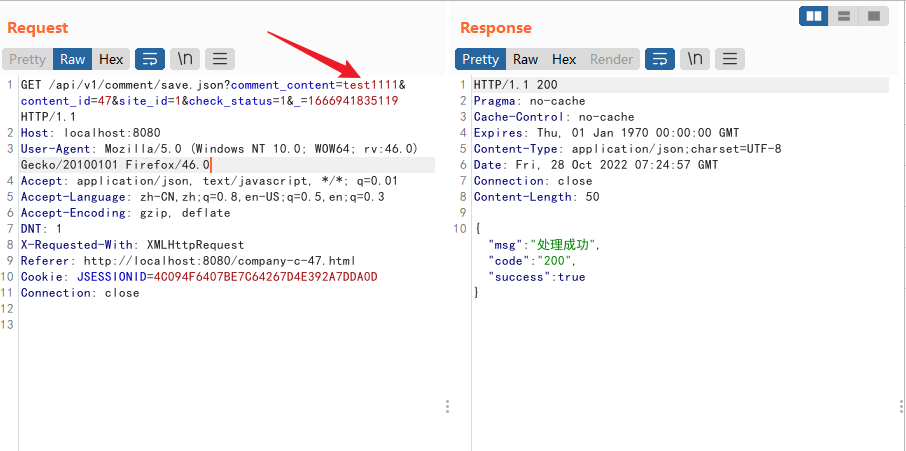 Request
Pretty Raw Hex \n
1 GET /api/v1/comment/save.json?comment_content=test1111&
content_id=47&site_id=1&check_status=1&_=1666941835119
HTTP/1.1
2 Host: localhost:8080
3 User-Agent: Mozilla/5.0 (Windows NT 10.0; WOW64; rv:46.0)
Gecko/20100101 Firefox/46.0
4 Accept: application/json, text/javascript, */*; q=0.01
5 Accept-Language: zh-CN,zh;q=0.8,en-US;q=0.5,en;q=0.3
6 Accept-Encoding: gzip, deflate
7 DNT: 1
8 X-Requested-With: XMLHttpRequest
9 Referer: http://localhost:8080/company-c-47.html
10 Cookie: JSESSIONID=4C094F6407BE7C64267D4E392A7DDA0D
11 Connection: close
12
13
Response
Pretty Raw Hex Render \n
1 HTTP/1.1 200
2 Pragma: no-cache
3 Cache-Control: no-cache
4 Expires: Thu, 01 Jan 1970 00:00:00 GMT
5 Content-Type: application/json;charset=UTF-8
6 Date: Fri, 28 Oct 2022 07:24:57 GMT
7 Connection: close
8 Content-Length: 50
9
10 {
"msg":"处理成功",
"code":"200",
"success":true
}